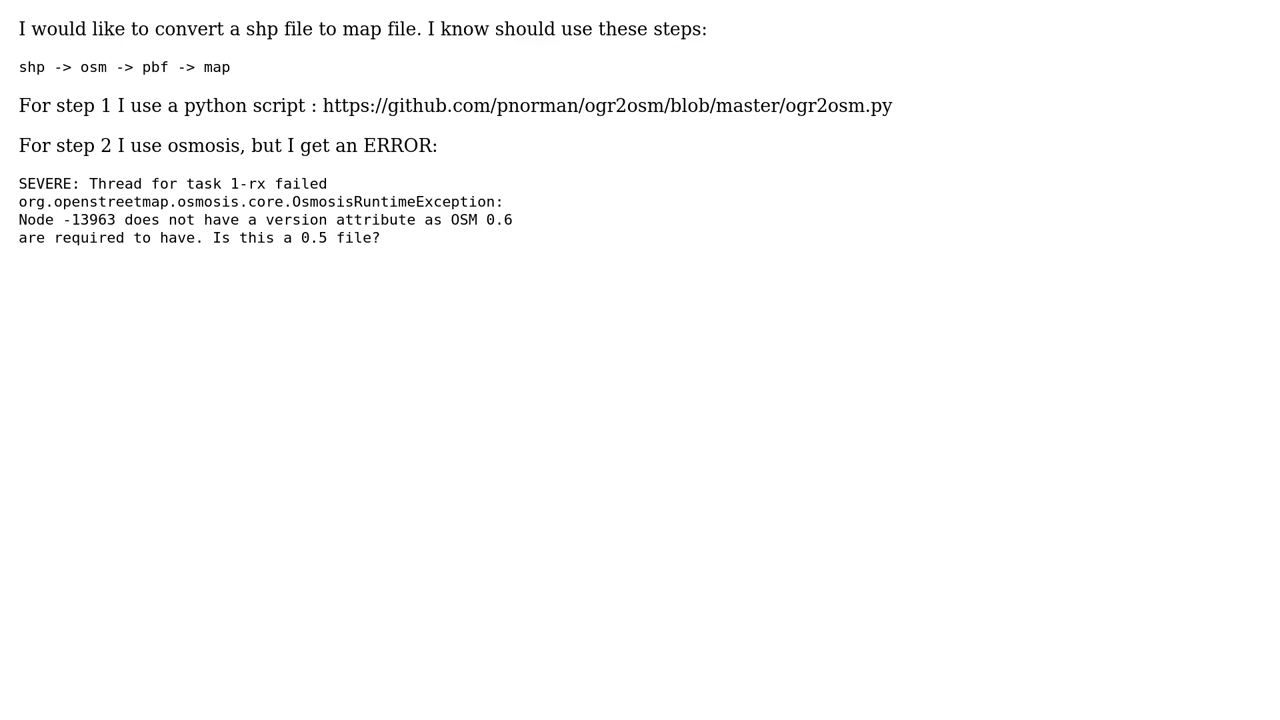 I would like to convert a shp file to map file. I know should use these steps:
shp -> osm -> pbf -> map
For step 1 I use a python script : https://github.com/pnorman/ogr2osm/blob/master/ogr2osm.py
For step 2 I use osmosis, but I get an ERROR:
SEVERE: Thread for task 1-rx failed
org.openstreetmap.osmosis.core.OsmosisRuntimeException:
Node -13963 does not have a version attribute as OSM 0.6
are required to have. Is this a 0.5 file?